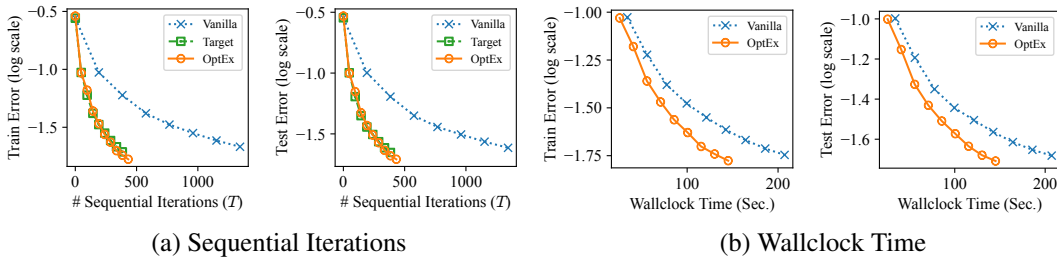 −0.5
−1.0
−1.5
Train Error (log scale)
0
500
1000
# Sequential Iterations (T)
Vanilla
Target
OptEx
−0.5
−1.0
−1.5
Test Error (log scale)
0
500
1000
# Sequential Iterations (T)
Vanilla
Target
OptEx
(a) Sequential Iterations
−1.00
−1.25
−1.50
−1.75
Train Error (log scale)
100
200
Wallclock Time (Sec.)
Vanilla
OptEx
−1.0
−1.2
−1.4
−1.6
Test Error (log scale)
100
200
Wallclock Time (Sec.)
Vanilla
OptEx
(b) Wallclock Time